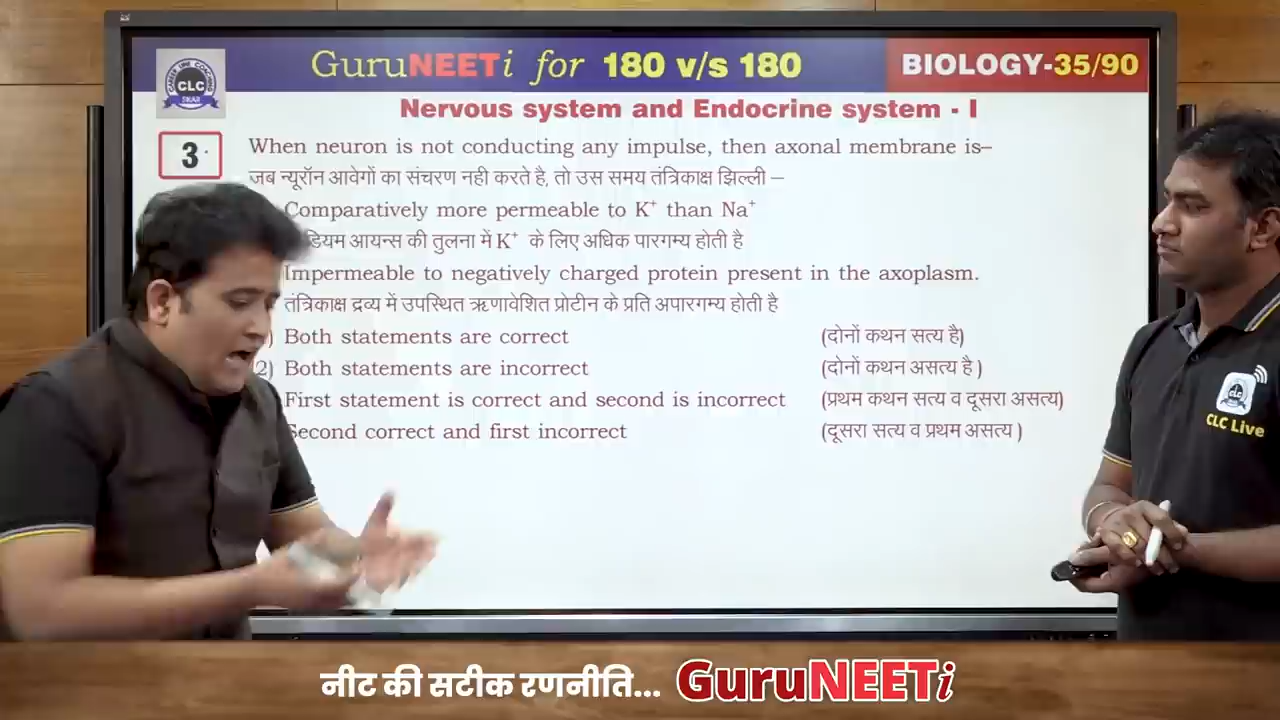 GuruNEETi for 180 v/s 180
BIOLOGY-35/90
CLC
SIKAR
Nervous system and Endocrine system - I
3
When neuron is not conducting any impulse, then axonal membrane is–
जब न्यूरॉन आवेगों का संचरण नही करते है, तो उस समय तंत्रिकाक्ष झिल्ली –
Comparatively more permeable to K⁺ than Na⁺
डियम आयन्स की तुलना में K⁺ के लिए अधिक पारगम्य होती है
Impermeable to negatively charged protein present in the axoplasm.
तंत्रिकाक्ष द्रव्य में उपस्थित ऋणावेशित प्रोटीन के प्रति अपारगम्य होती है
) Both statements are correct (दोनों कथन सत्य है)
2) Both statements are incorrect (दोनों कथन असत्य है )
First statement is correct and second is incorrect (प्रथम कथन सत्य व दूसरा असत्य)
Second correct and first incorrect (दूसरा सत्य व प्रथम असत्य )
CLC Live
नीट की सटीक रणनीति... GuruNEETi